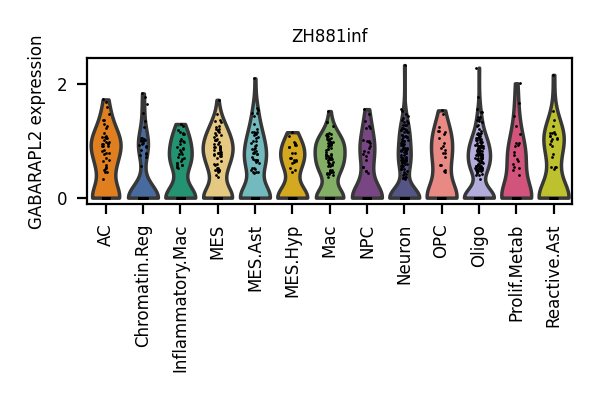 ZH881inf
GABARAPL2 expression
2
0
AC
Chromatin.Reg
Inflammatory.Mac
MES
MES.Ast
MES.Hyp
Mac
NPC
Neuron
OPC
Oligo
Prolif.Metab
Reactive.Ast